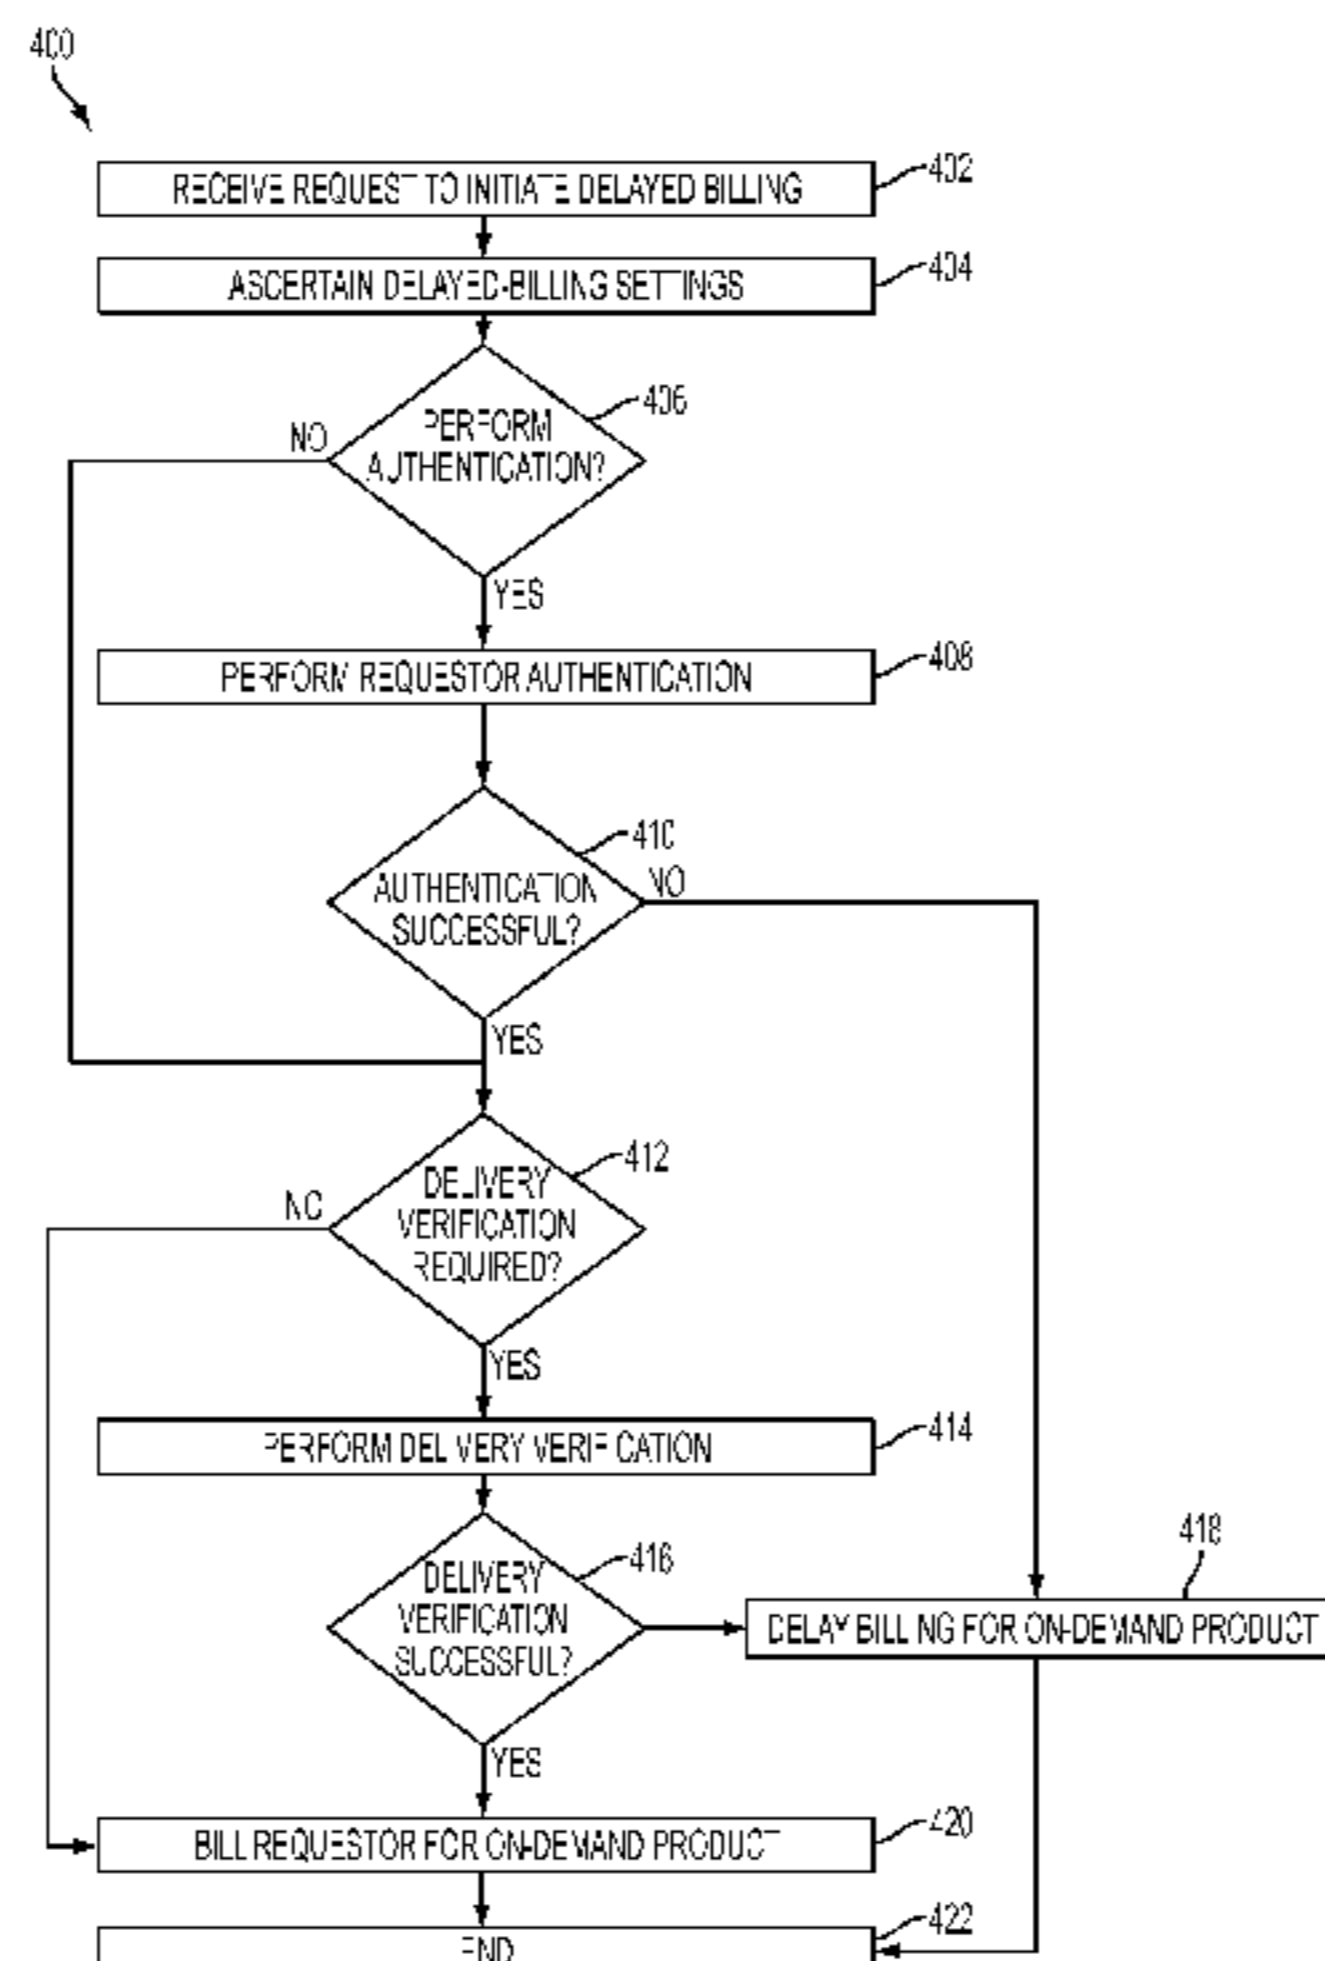 400
RECEIVE REQUEST TO INITIATE DELAYED BILLING
402
ASCERTAIN DELAYED-BILLING SETTINGS
404
PERFORM
AUTHENTICATION?
406
NO
YES
PERFORM REQUESTOR AUTHENTICATION
408
410
AUTHENTICATION
SUCCESSFUL?
NO
YES
412
DELIVERY
VERIFICATION
REQUIRED?
NO
YES
PERFORM DELIVERY VERIFICATION
414
416
DELIVERY
VERIFICATION
SUCCESSFUL?
418
DELAY BILLING FOR ON-DEMAND PRODUCT
YES
BILL REQUESTOR FOR ON-DEMAND PRODUCT
420
END
422